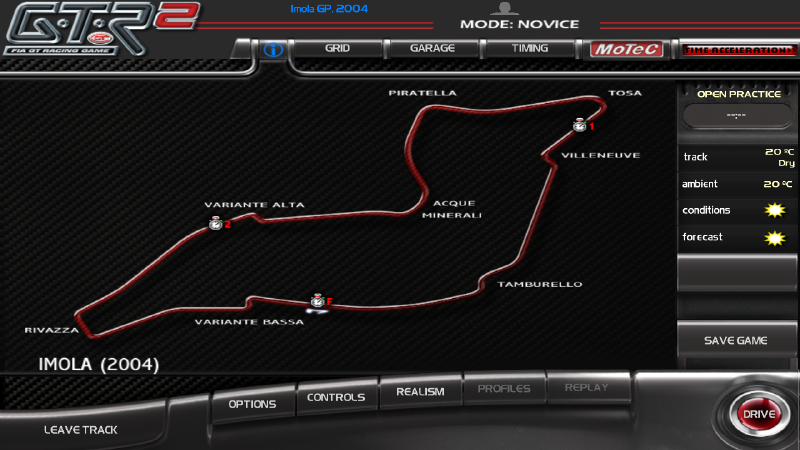 GTR2
FIA GT RACING GAME
Imola GP, 2004
MODE: NOVICE
GRID
GARAGE
TIMING
MoTeC
TIME ACCELERATION
PIRATELLA
TOSA
1
VILLENEUVE
VARIANTE ALTA
2
ACQUE
MINERALI
TAMBURELLO
F
VARIANTE BASSA
RIVAZZA
IMOLA (2004)
OPEN PRACTICE
--:--
track
20 ºC
Dry
ambient
20 ºC
conditions
forecast
SAVE GAME
OPTIONS
CONTROLS
REALISM
PROFILES
REPLAY
LEAVE TRACK
DRIVE